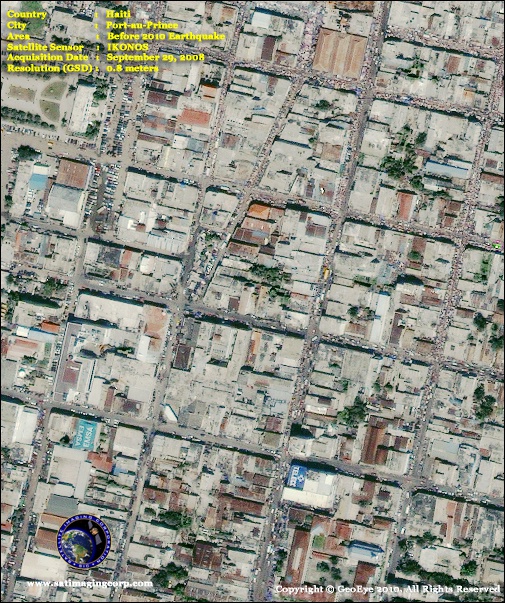 Country : Haiti
City : Port-au-Prince
Area : Before 2010 Earthquake
Satellite Sensor : IKONOS
Acquisition Date : September 29, 2008
Resolution (GSD) : 0.8 meters
www.satimagingcorp.com
Copyright © GeoEye 2010. All Rights Reserved